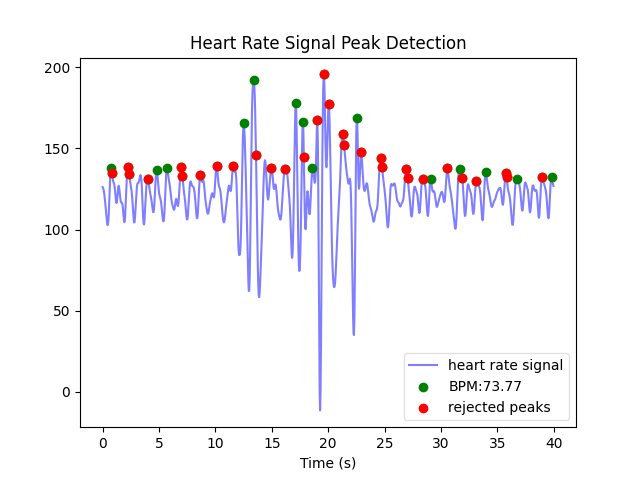 Heart Rate Signal Peak Detection
200
150
100
50
0
heart rate signal
BPM:73.77
rejected peaks
0 5 10 15 20 25 30 35 40
Time (s)